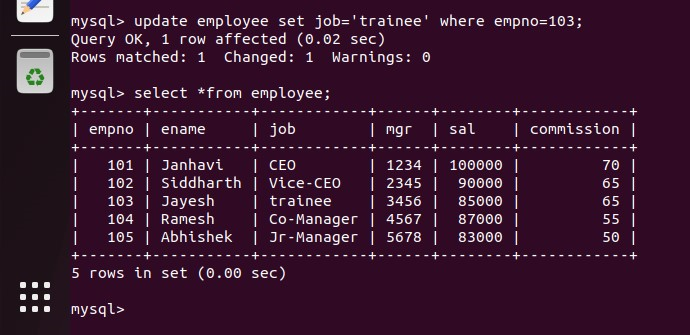 mysql> update employee set job='trainee' where empno=103;
Query OK, 1 row affected (0.02 sec)
Rows matched: 1  Changed: 1  Warnings: 0

mysql> select *from employee;
+-------+-----------+------------+------+--------+------------+
| empno | ename     | job        | mgr  | sal    | commission |
+-------+-----------+------------+------+--------+------------+
|   101 | Janhavi   | CEO        | 1234 | 100000 |         70 |
|   102 | Siddharth | Vice-CEO   | 2345 |  90000 |         65 |
|   103 | Jayesh    | trainee    | 3456 |  85000 |         65 |
|   104 | Ramesh    | Co-Manager | 4567 |  87000 |         55 |
|   105 | Abhishek  | Jr-Manager | 5678 |  83000 |         50 |
+-------+-----------+------------+------+--------+------------+
5 rows in set (0.00 sec)

mysql>